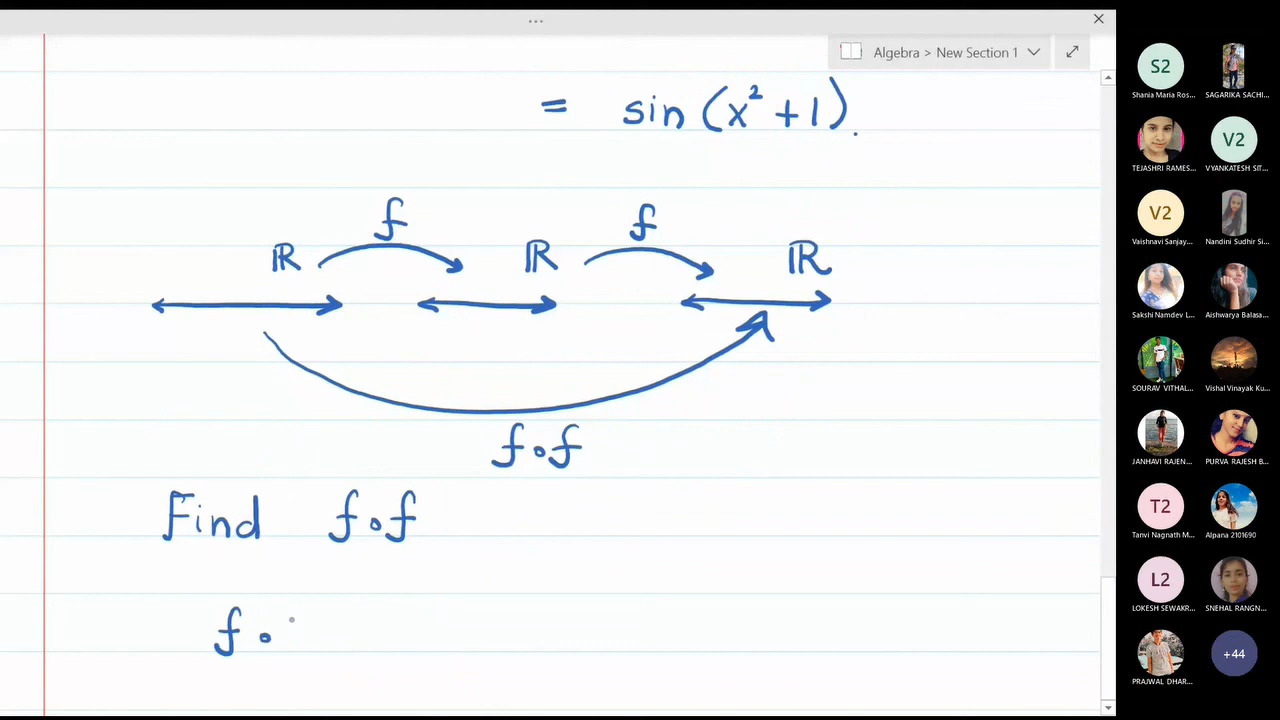 Algebra > New Section 1
= sin (x² + 1).
f f
ℝ ℝ ℝ
f∘f
Find f∘f
f∘
S2
Shania Maria Ros...
SAGARIKA SACHI...
TEJASHRI RAMES...
V2
VYANKATESH SIT...
V2
Vaishnavi Sanjay...
Nandini Sudhir Si...
Sakshi Namdev L...
Aishwarya Balasa...
SOURAV VITHAL...
Vishal Vinayak Ku...
JANHAVI RAJEN...
PURVA RAJESH B...
T2
Tanvi Nagnath M...
Alpana 2101690
L2
LOKESH SEWAKR...
SNEHAL RANGN...
PRAJWAL DHAR...
+44